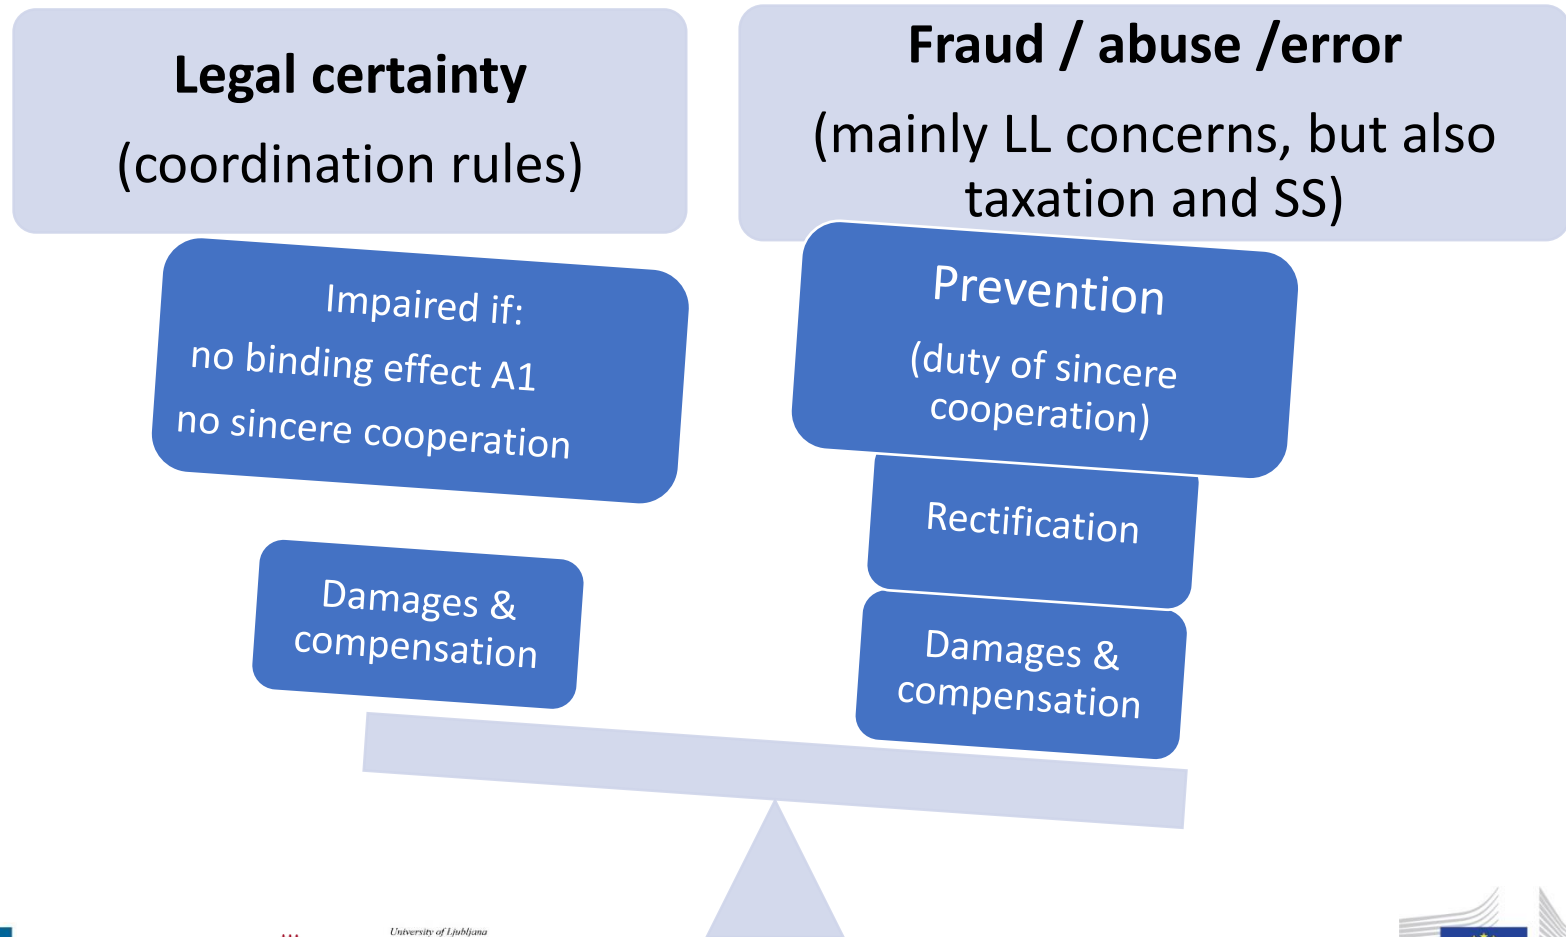 Legal certainty
(coordination rules)
Fraud / abuse /error
(mainly LL concerns, but also
taxation and SS)
Impaired if:
no binding effect A1
no sincere cooperation
Damages &
compensation
Prevention
(duty of sincere
cooperation)
Rectification
Damages &
compensation
University of Ljubljana